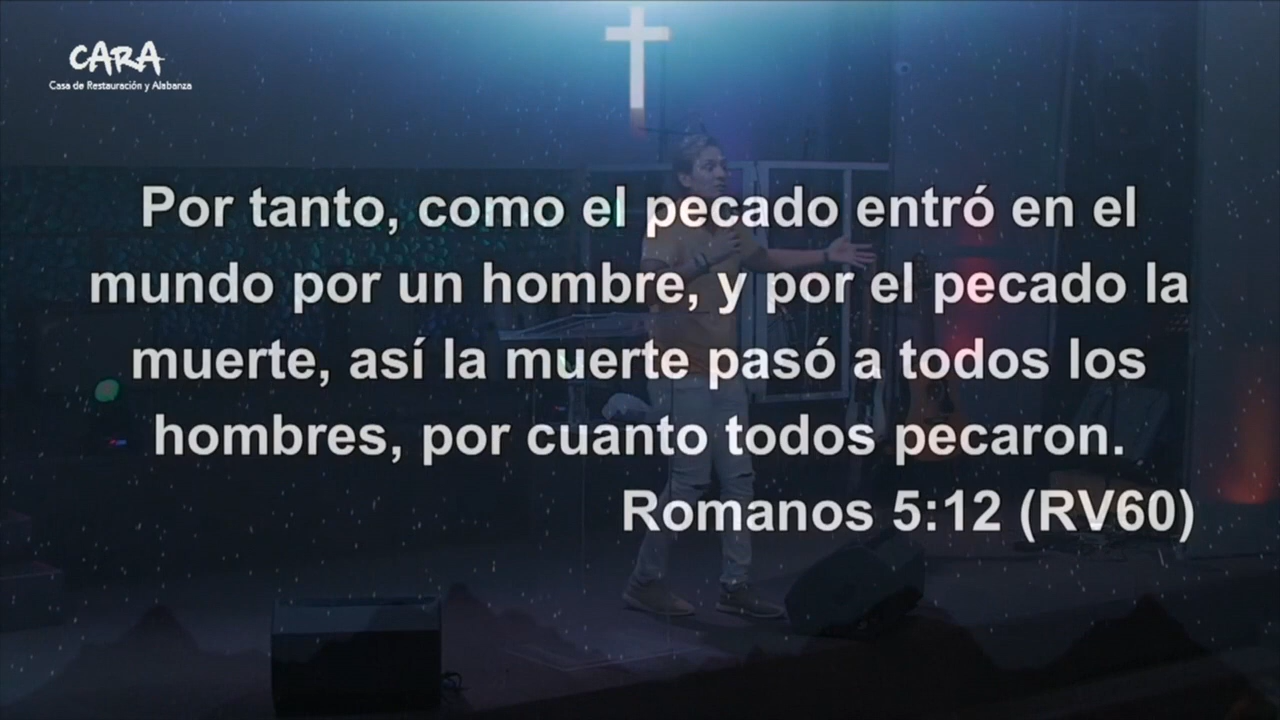 CARA
Casa de Restauración y Alabanza
Por tanto, como el pecado entró en el
mundo por un hombre, y por el pecado la
muerte, así la muerte pasó a todos los
hombres, por cuanto todos pecaron.
Romanos 5:12 (RV60)